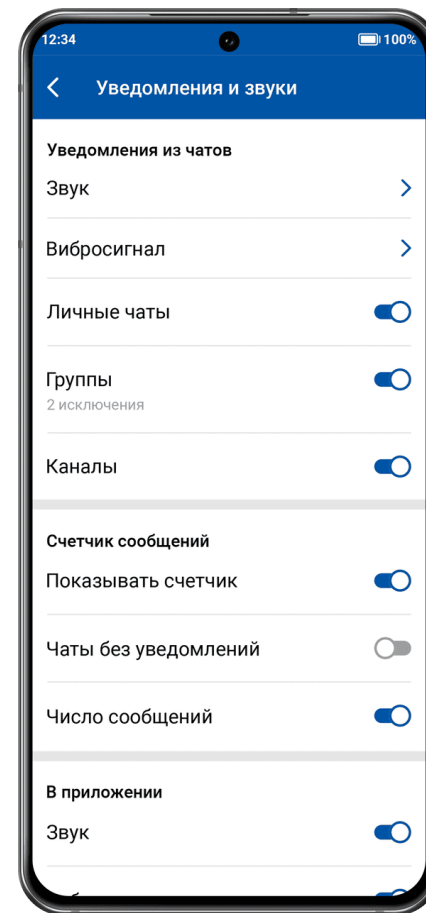 12:34
100%
Уведомления и звуки
Уведомления из чатов
Звук
Вибросигнал
Личные чаты
Группы
2 исключения
Каналы
Счетчик сообщений
Показывать счетчик
Чаты без уведомлений
Число сообщений
В приложении
Звук